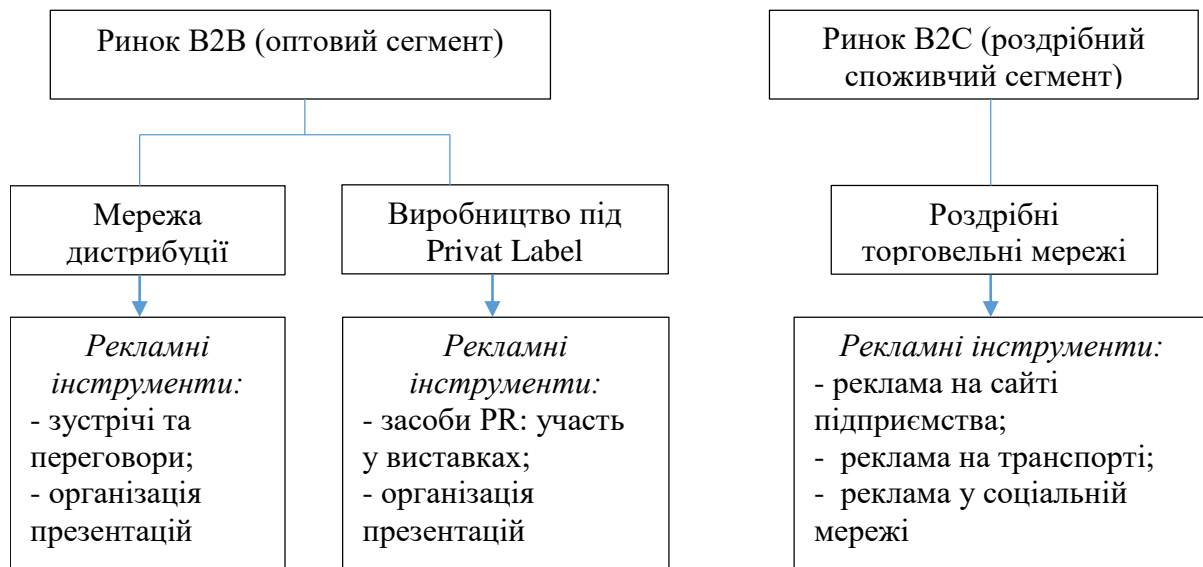 Ринок B2B (оптовий сегмент)
Ринок B2C (роздрібний
споживчий сегмент)
Мережа
дистрибуції
Виробництво під
Privat Label
Роздрібні
торговельні мережі
Рекламні
інструменти:
- зустрічі та
переговори;
- організація
презентацій
Рекламні
інструменти:
- засоби PR: участь
у виставках;
- організація
презентацій
Рекламні інструменти:
- реклама на сайті
підприємства;
- реклама на транспорті;
- реклама у соціальній
мережі